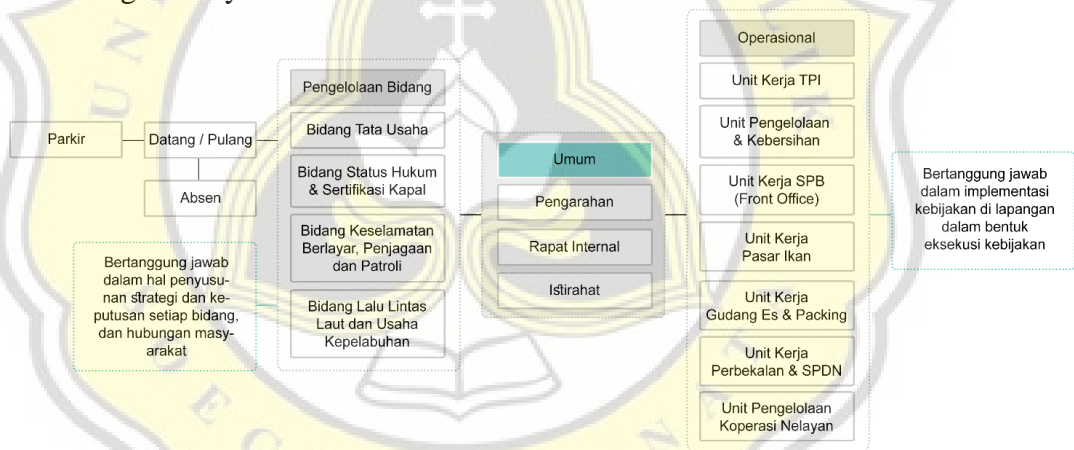 Parkir
Datang / Pulang
Absen
Bertanggung jawab
dalam hal penyusu-
nan strategi dan ke-
putusan setiap bidang,
dan hubungan masy-
arakat
Pengelolaan Bidang
Bidang Tata Usaha
Bidang Status Hukum
& Sertifikasi Kapal
Bidang Keselamatan
Berlayar, Penjagaan
dan Patroli
Bidang Lalu Lintas
Laut dan Usaha
Kepelabuhan
Umum
Pengarahan
Rapat Internal
Istirahat
Operasional
Unit Kerja TPI
Unit Pengelolaan
& Kebersihan
Unit Kerja SPB
(Front Office)
Unit Kerja
Pasar Ikan
Unit Kerja
Gudang Es & Packing
Unit Kerja
Perbekalan & SPDN
Unit Pengelolaan
Koperasi Nelayan
Bertanggung jawab
dalam implementasi
kebijakan di lapangan
dalam bentuk
eksekusi kebijakan